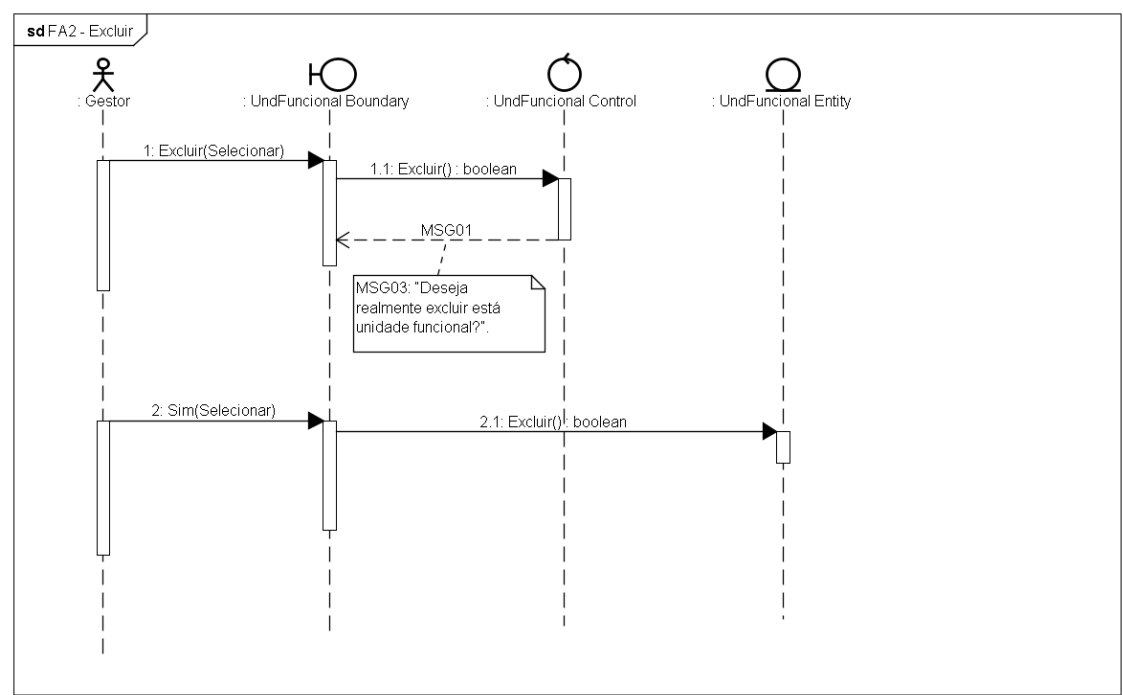 sd FA2 - Excluir
: Gestor
: UndFuncional Boundary
: UndFuncional Control
: UndFuncional Entity
1: Excluir(Selecionar)
1.1: Excluir() : boolean
MSG01
MSG03: "Deseja
realmente excluir está
unidade funcional?".
2: Sim(Selecionar)
2.1: Excluir() : boolean